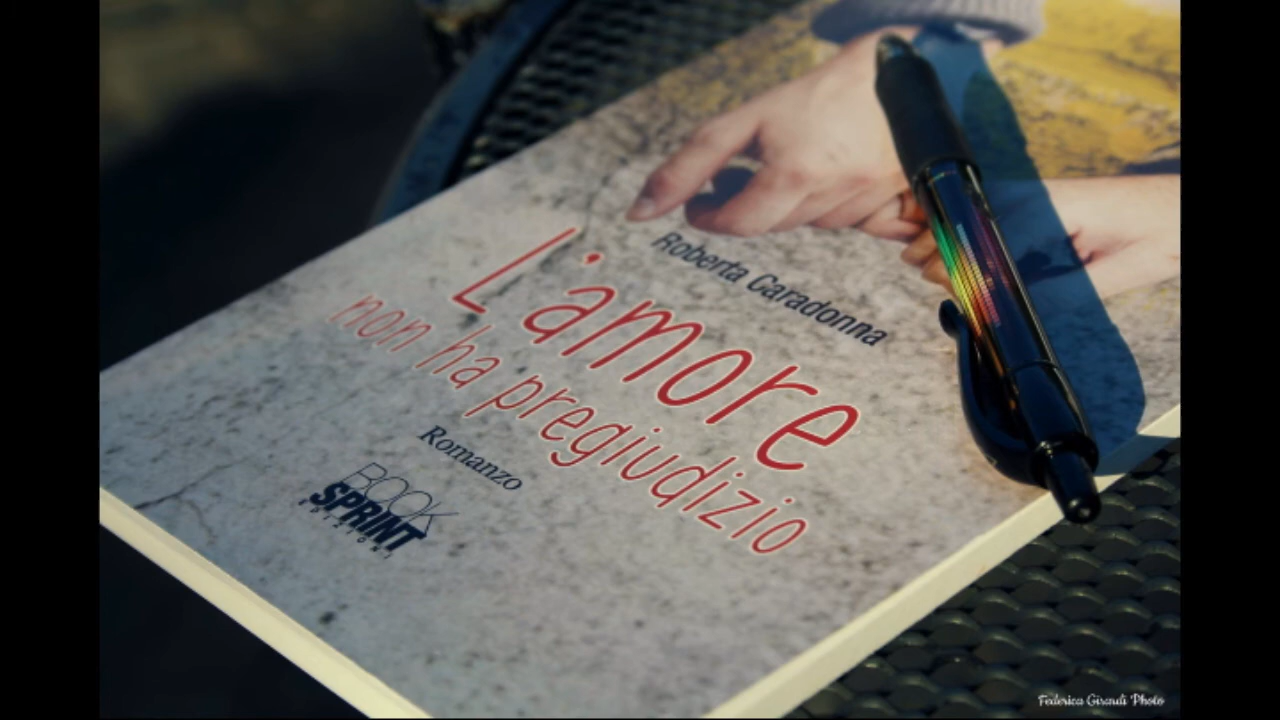 Roberta Caradonna
L'amore
non ha pregiudizio
Romanzo
BOOK
SPRINT
EDIZIONI
Federica Giraudi Photo